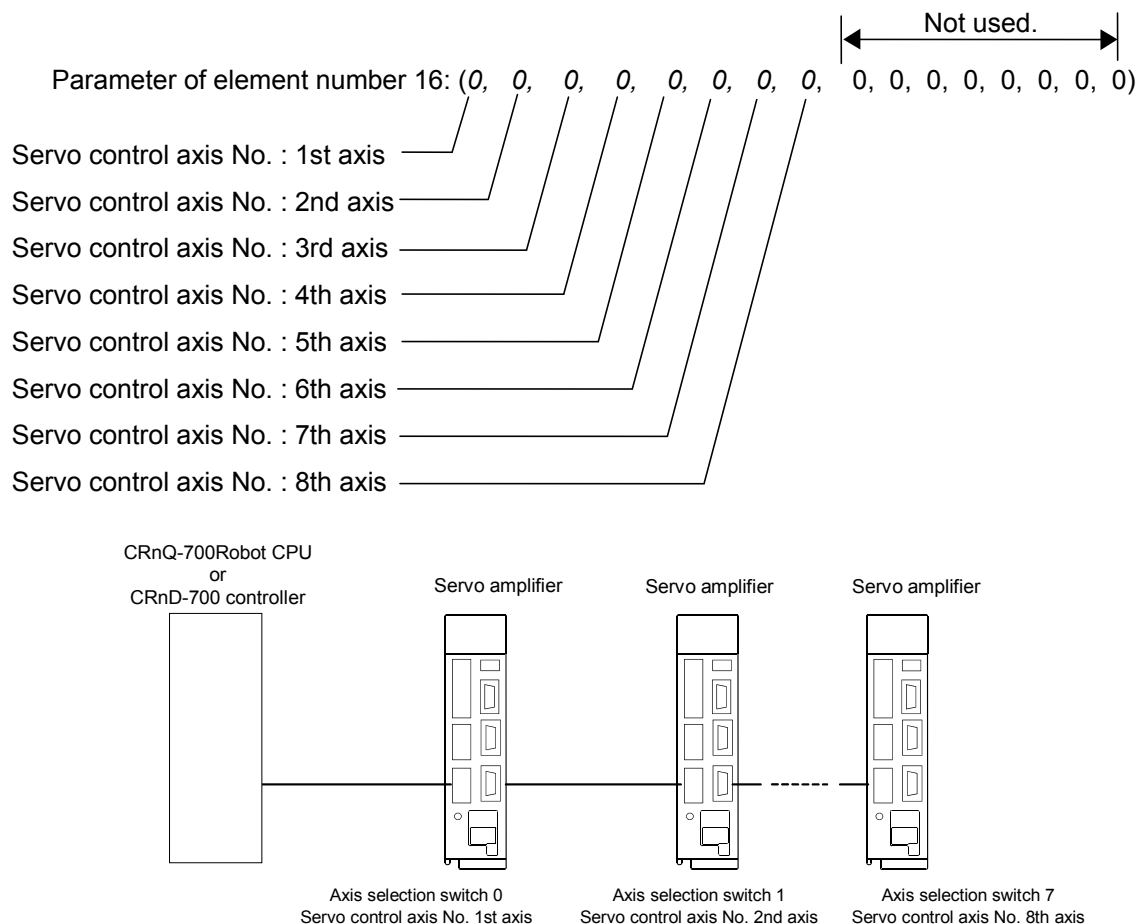 Not used.
Parameter of element number 16: (0, 0, 0, 0, 0, 0, 0, 0, 0, 0, 0, 0, 0, 0, 0, 0)
Servo control axis No. : 1st axis
Servo control axis No. : 2nd axis
Servo control axis No. : 3rd axis
Servo control axis No. : 4th axis
Servo control axis No. : 5th axis
Servo control axis No. : 6th axis
Servo control axis No. : 7th axis
Servo control axis No. : 8th axis
CRnQ-700Robot CPU
or
CRnD-700 controller
Servo amplifier
Servo amplifier
Servo amplifier
Axis selection switch 0
Servo control axis No. 1st axis
Axis selection switch 1
Servo control axis No. 2nd axis
Axis selection switch 7
Servo control axis No. 8th axis